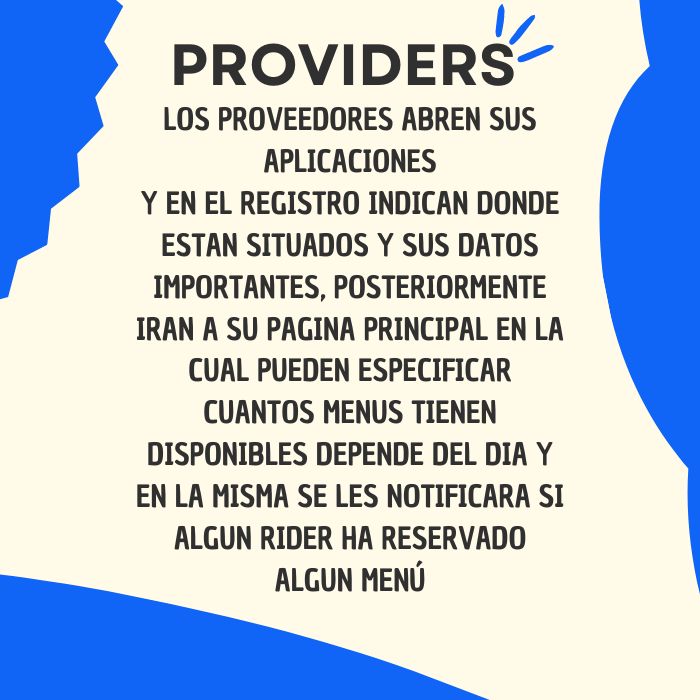 PROVIDERS
LOS PROVEEDORES ABREN SUS
APLICACIONES
Y EN EL REGISTRO INDICAN DONDE
ESTAN SITUADOS Y SUS DATOS
IMPORTANTES, POSTERIORMENTE
IRAN A SU PAGINA PRINCIPAL EN LA
CUAL PUEDEN ESPECIFICAR
CUANTOS MENUS TIENEN
DISPONIBLES DEPENDE DEL DIA Y
EN LA MISMA SE LES NOTIFICARA SI
ALGUN RIDER HA RESERVADO
ALGUN MENÚ